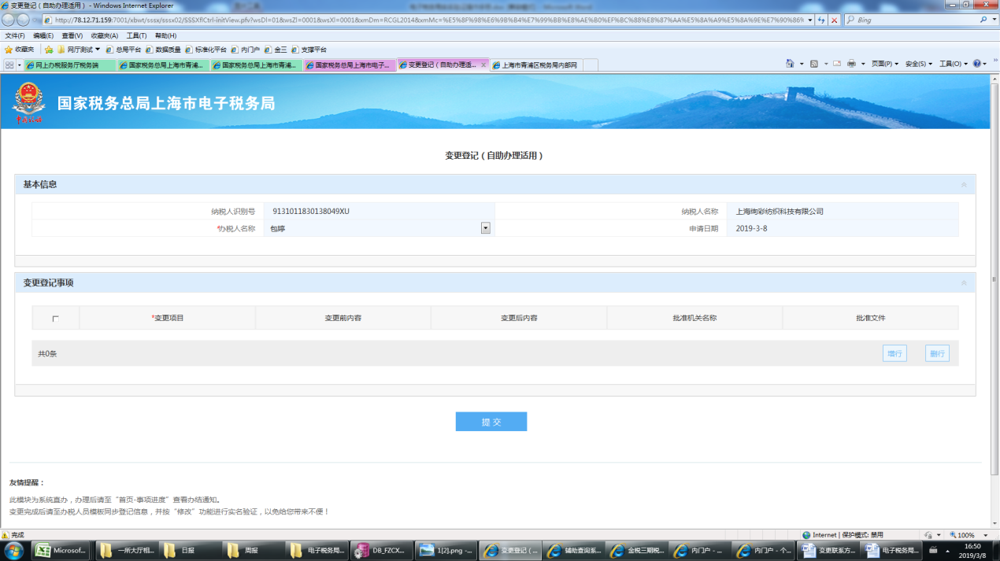 变更登记（自助办理适用） - Windows Internet Explorer
http://78.12.71.159:7001/xbwt/sssx/sssx02/SSSXflCtrl-initView.pfv?wsDl=01&wsZl=0001&wsXl=0001&xmDm=RCGL2014&xmMc=%E5%8F%98%E6%9B%B4%E7%99%BB%E8%AE%B0%EF%BC%88%E8%87%AA%E5%8A%A9%E5%8A%9E%E7%90%86%
Bing
文件(F) 编辑(E) 查看(V) 收藏夹(A) 工具(T) 帮助(H)
收藏夹 网厅测试 总局平台 数据质量 标准化平台 内门户 金三 支撑平台
网上办税服务厅税务端 国家税务总局上海市青浦... 国家税务总局上海市青浦... 国家税务总局上海市电子... 变更登记（自助办理适... 上海市青浦区税务局内部网 页面(P) 安全(S) 工具(O)
国家税务总局上海市电子税务局
变更登记（自助办理适用）
基本信息
纳税人识别号 9131011830138049XU 纳税人名称 上海绚彩纺织科技有限公司
*办税人名称 包婷 申请日期 2019-3-8
变更登记事项
*变更项目 变更前内容 变更后内容 批准机关名称 批准文件
共0条 增行 删行
提 交
友情提醒：
此模块为系统直办，办理后请至“首页-事项进度”查看办结通知。
变更完成后请至办税人员模板同步登记信息，并按“修改”功能进行实名验证，以免给您带来不便！
完成 Internet | 保护模式: 禁用 100%
Microsof... 一所大厅相... 日报 周报 电子税务局... DB_FZCX... 1[2].png -... 变更登记（... 辅助查询系... 金税三期税... 内门户 - ... 内门户 - 个... 变更联系方... 电子税务局... 16:50
2019/3/8